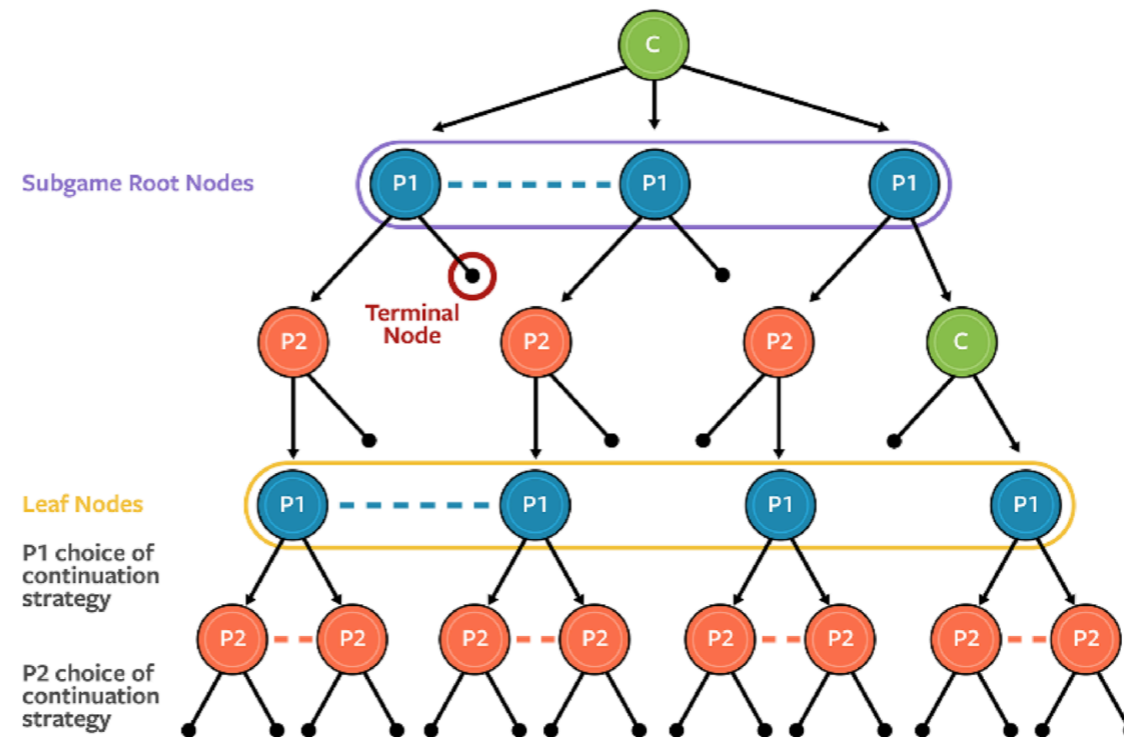 C
Subgame Root Nodes
P1 P1 P1
Terminal
Node
P2 P2 P2 C
Leaf Nodes
P1 P1 P1 P1
P1 choice of
continuation
strategy
P2 P2 P2 P2 P2 P2 P2 P2
P2 choice of
continuation
strategy